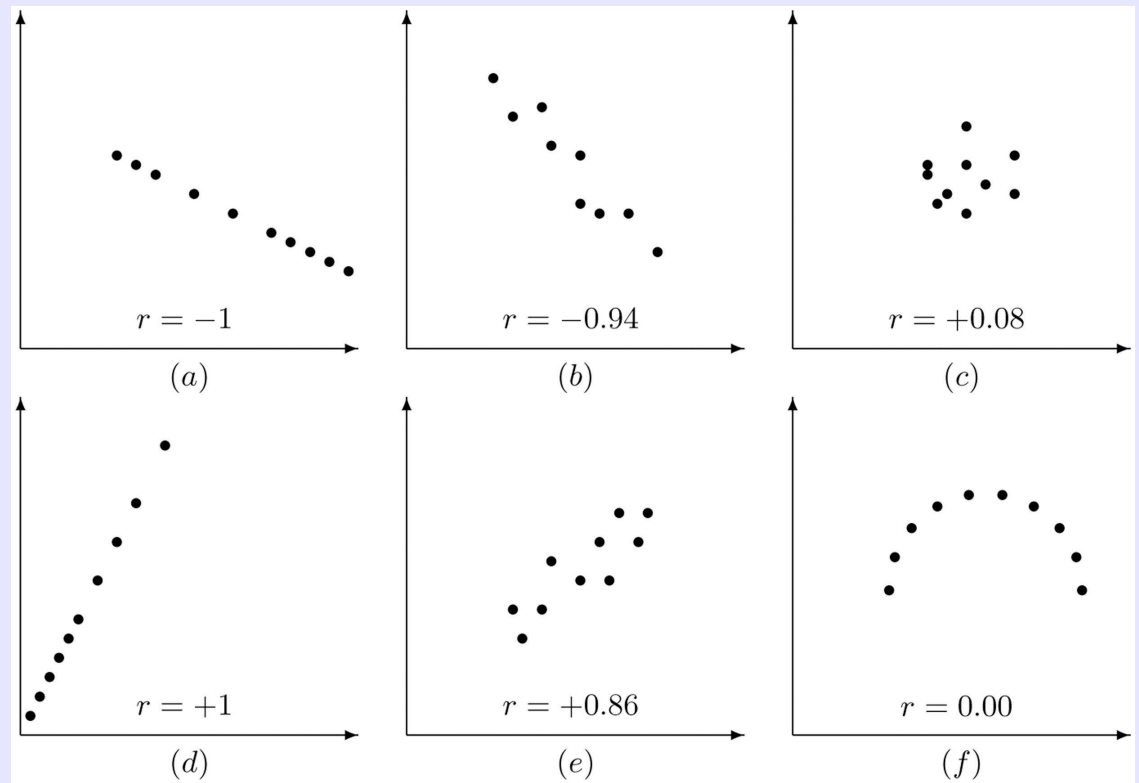 r = −1
r = −0.94
r = +0.08
(a)
(b)
(c)
r = +1
r = +0.86
r = 0.00
(d)
(e)
(f)